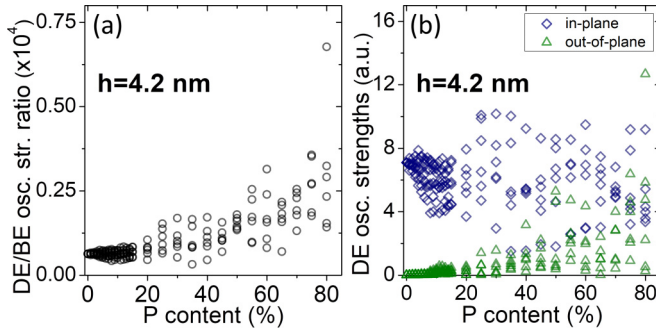 (a)
h=4.2 nm
DE/BE osc. str. ratio (x10⁴)
0.75
0.50
0.25
0.00
0 20 40 60 80
P content (%)
(b)
in-plane
out-of-plane
h=4.2 nm
DE osc. strengths (a.u.)
16
12
8
4
0
0 20 40 60 80
P content (%)